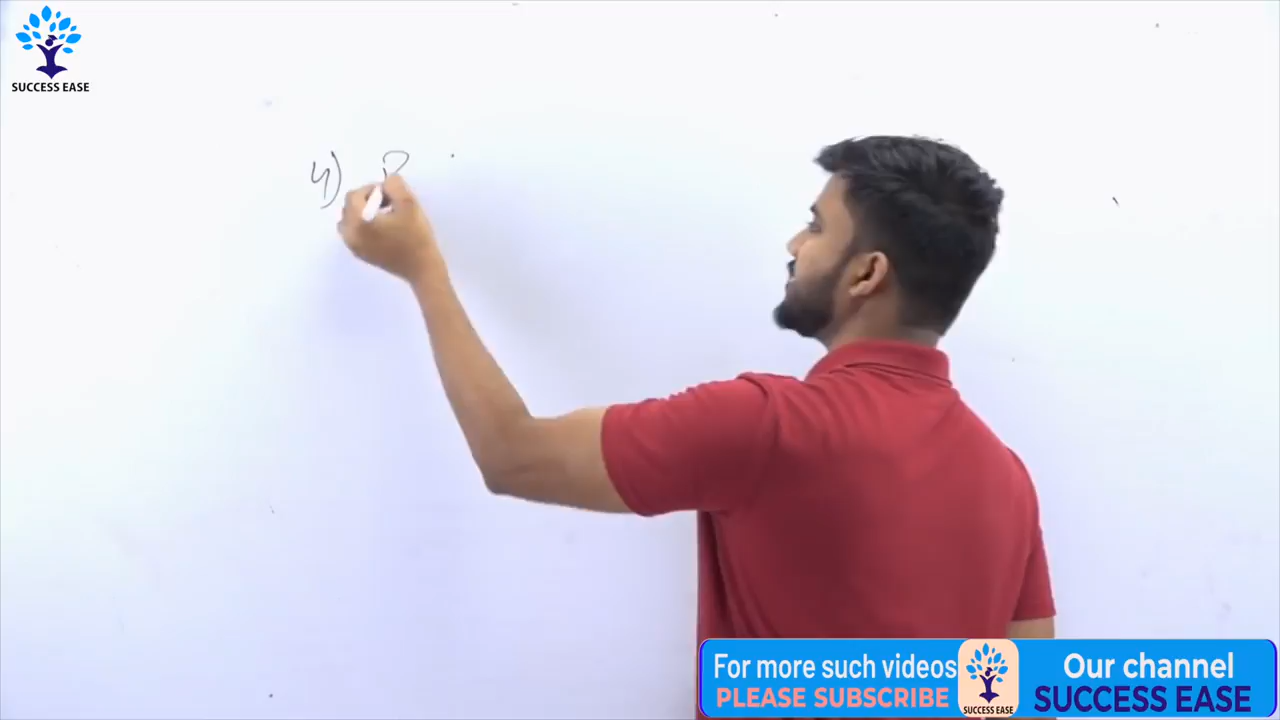 SUCCESS EASE
4) P
For more such videos
PLEASE SUBSCRIBE
SUCCESS EASE
Our channel
SUCCESS EASE